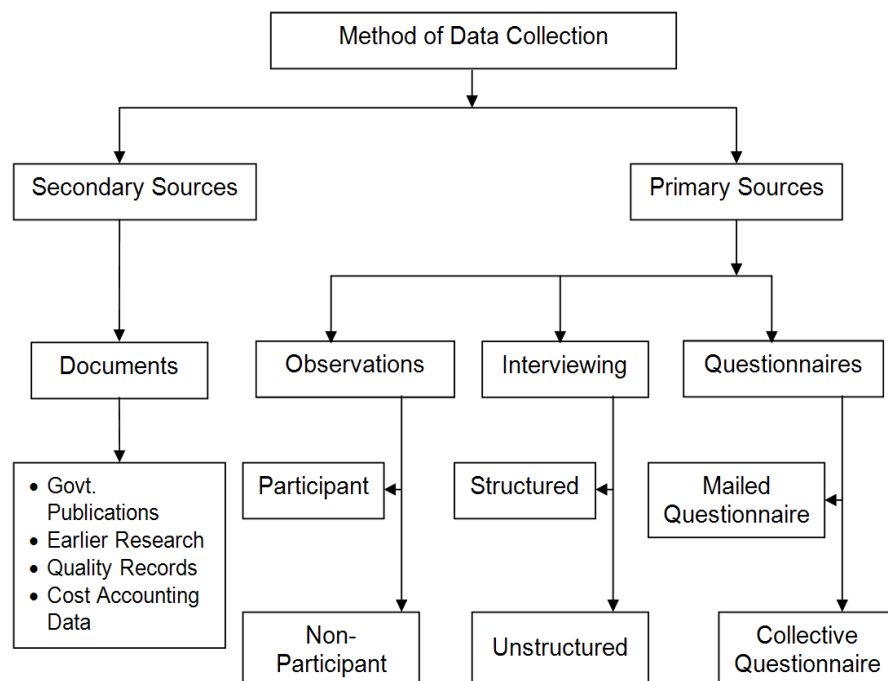 Method of Data Collection
Secondary Sources
Primary Sources
Documents
Observations
Interviewing
Questionnaires
• Govt.
Publications
• Earlier Research
• Quality Records
• Cost Accounting
Data
Participant
Structured
Mailed
Questionnaire
Non-
Participant
Unstructured
Collective
Questionnaire